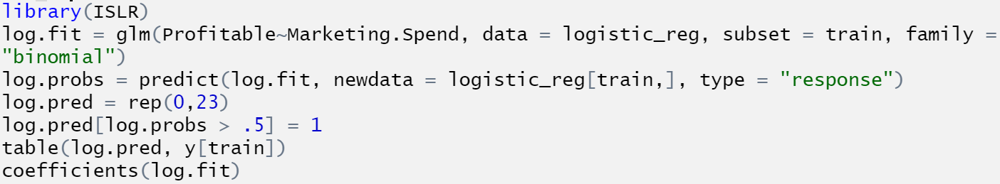 library(ISLR)
log.fit = glm(Profitable~Marketing.Spend, data = logistic_reg, subset = train, family =
"binomial")
log.probs = predict(log.fit, newdata = logistic_reg[train,], type = "response")
log.pred = rep(0,23)
log.pred[log.probs > .5] = 1
table(log.pred, y[train])
coefficients(log.fit)